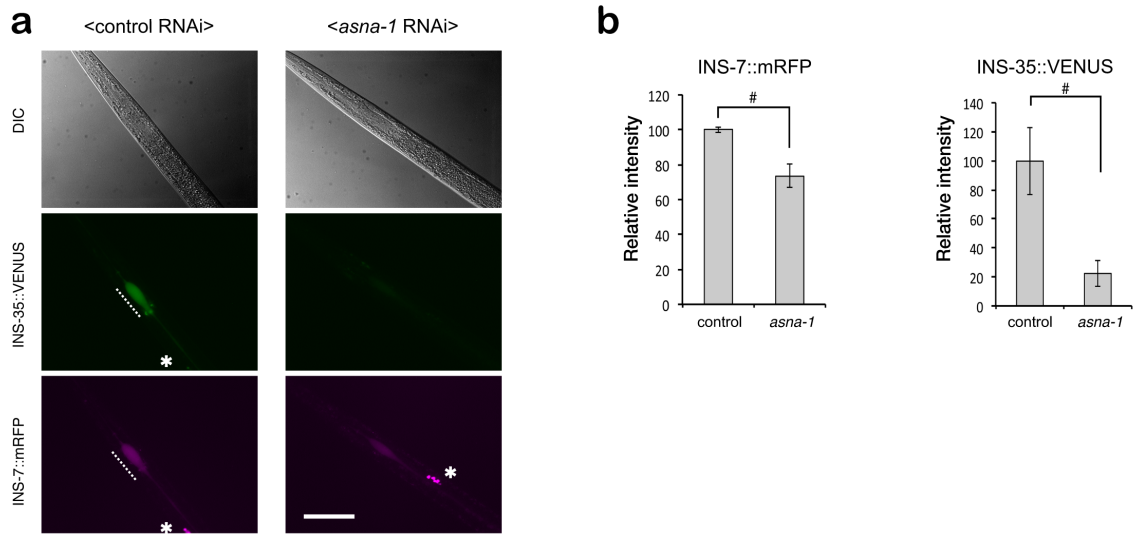 a
<control RNAi>
<asna-1 RNAi>
DIC
INS-35::VENUS
*
INS-7::mRFP
*
*
b
INS-7::mRFP
#
Relative intensity
120
100
80
60
40
20
0
control
asna-1
INS-35::VENUS
#
Relative intensity
140
120
100
80
60
40
20
0
control
asna-1